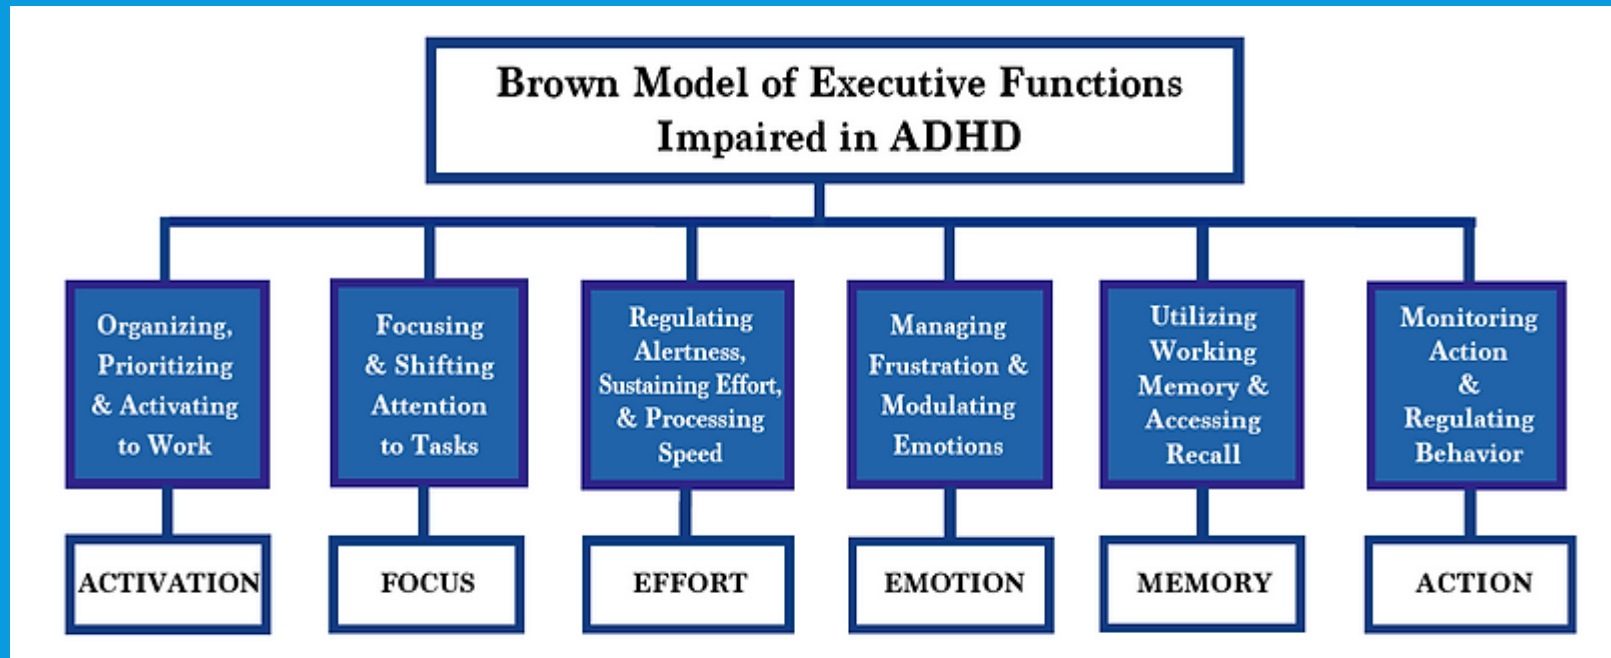 Brown Model of Executive Functions
Impaired in ADHD
Organizing,
Prioritizing
& Activating
to Work
Focusing
& Shifting
Attention
to Tasks
Regulating
Alertness,
Sustaining Effort,
& Processing
Speed
Managing
Frustration &
Modulating
Emotions
Utilizing
Working
Memory &
Accessing
Recall
Monitoring
Action
&
Regulating
Behavior
ACTIVATION
FOCUS
EFFORT
EMOTION
MEMORY
ACTION